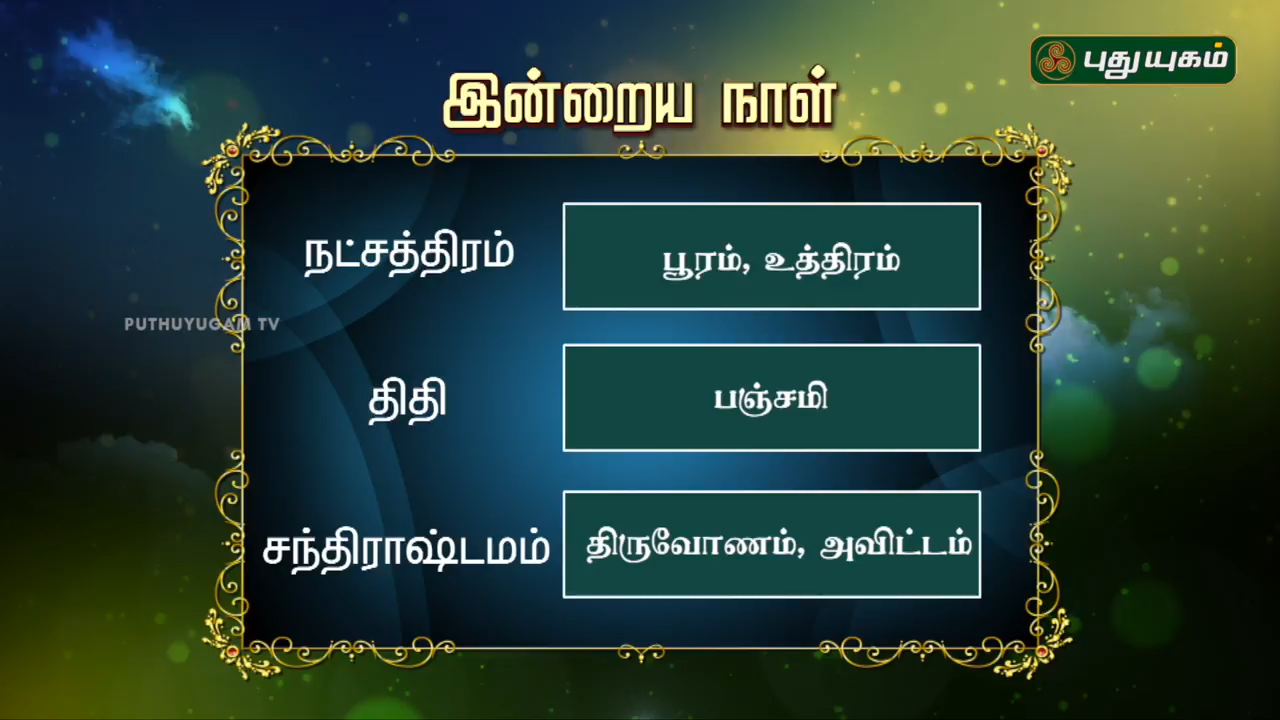 புதுயுகம்
இன்றைய நாள்
நட்சத்திரம்
பூரம், உத்திரம்
PUTHUYUGAM TV
திதி
பஞ்சமி
சந்திராஷ்டமம்
திருவோணம், அவிட்டம்